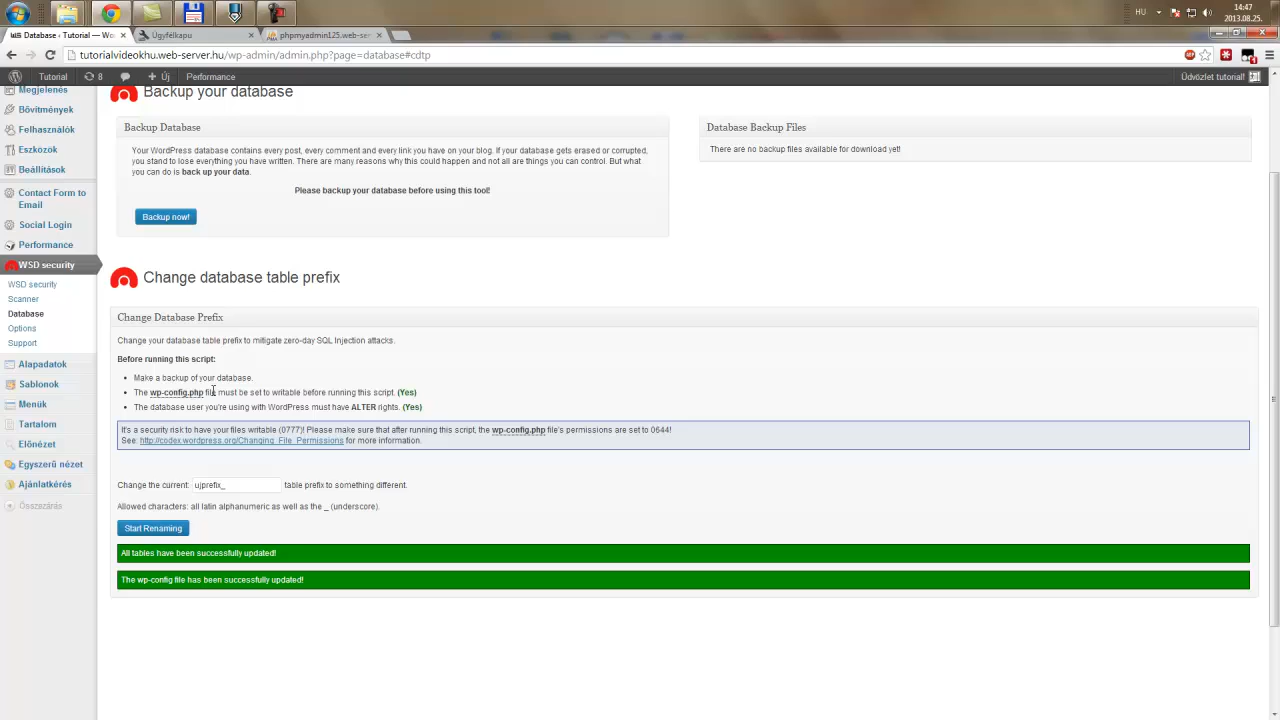 HU
14:47
2013.08.25.
Database ‹ Tutorial — Wo
Ügyfélkapu
phpmyadmin125.web-serv
tutorialvideokhu.web-server.hu/wp-admin/admin.php?page=database#cdtp
Tutorial
8
Új
Performance
Üdvözlet tutorial!
Megjelenés
Bővítmények
Felhasználók
Eszközök
Beállítások
Contact Form to
Email
Social Login
Performance
WSD security
WSD security
Scanner
Database
Options
Support
Alapadatok
Sablonok
Menük
Tartalom
Előnézet
Egyszerű nézet
Ajánlatkérés
Összezárás
Backup your database
Backup Database
Your WordPress database contains every post, every comment and every link you have on your blog. If your database gets erased or corrupted,
you stand to lose everything you have written. There are many reasons why this could happen and not all are things you can control. But what
you can do is back up your data.
Please backup your database before using this tool!
Backup now!
Database Backup Files
There are no backup files available for download yet!
Change database table prefix
Change Database Prefix
Change your database table prefix to mitigate zero-day SQL Injection attacks.
Before running this script:
• Make a backup of your database.
• The wp-config.php file must be set to writable before running this script. (Yes)
• The database user you're using with WordPress must have ALTER rights. (Yes)
It's a security risk to have your files writable (0777)! Please make sure that after running this script, the wp-config.php file's permissions are set to 0644!
See: http://codex.wordpress.org/Changing_File_Permissions for more information.
Change the current: ujprefix_ table prefix to something different.
Allowed characters: all latin alphanumeric as well as the _ (underscore).
Start Renaming
All tables have been successfully updated!
The wp-config file has been successfully updated!